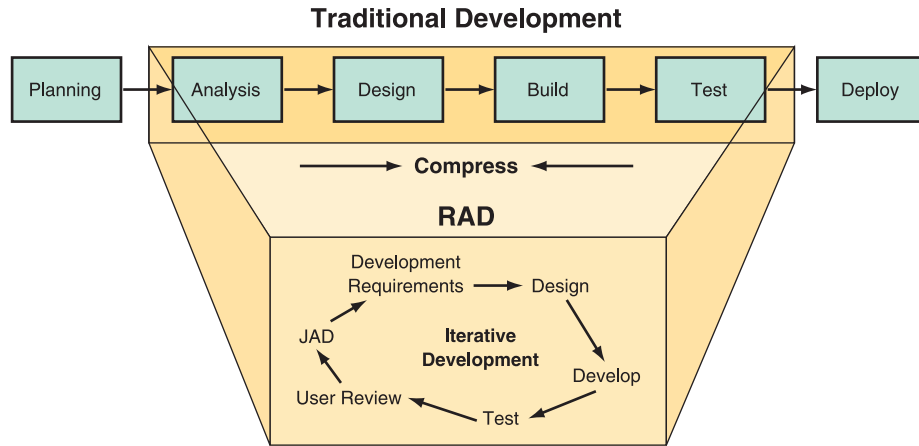 Traditional Development
Planning
Analysis
Design
Build
Test
Deploy
Compress
RAD
Development
Requirements
Design
JAD
Iterative
Development
Develop
User Review
Test